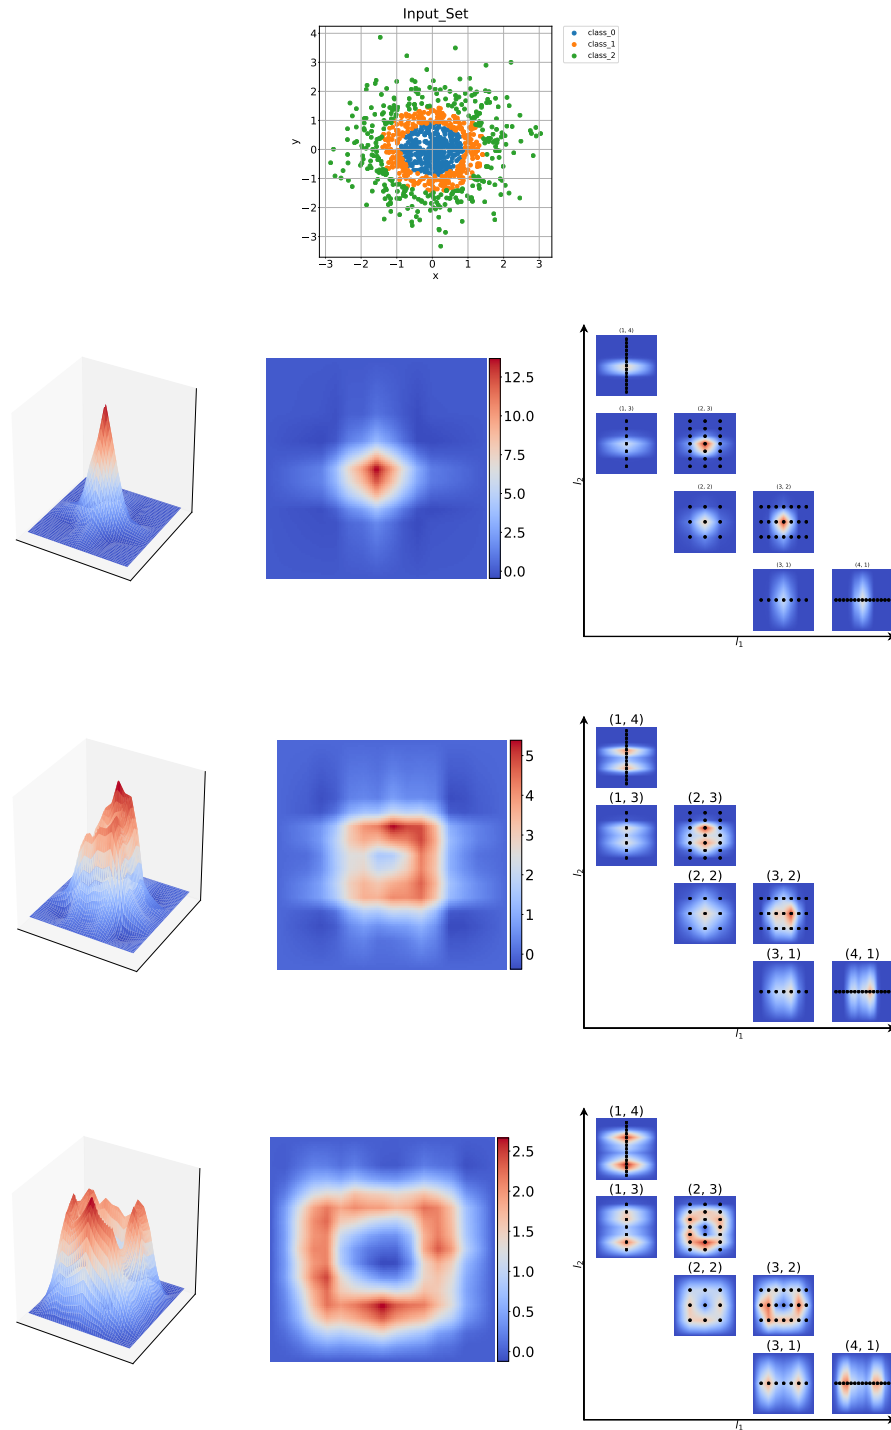 Input_Set
class_0
class_1
class_2
4
3
2
1
0
−1
−2
−3
y
−3 −2 −1 0 1 2 3
x
12.5
10.0
7.5
5.0
2.5
0.0
(1, 4)
(1, 3) (2, 3)
(2, 2) (3, 2)
(3, 1) (4, 1)
l2
l1
5
4
3
2
1
0
(1, 4)
(1, 3) (2, 3)
(2, 2) (3, 2)
(3, 1) (4, 1)
l2
l1
2.5
2.0
1.5
1.0
0.5
0.0
(1, 4)
(1, 3) (2, 3)
(2, 2) (3, 2)
(3, 1) (4, 1)
l2
l1